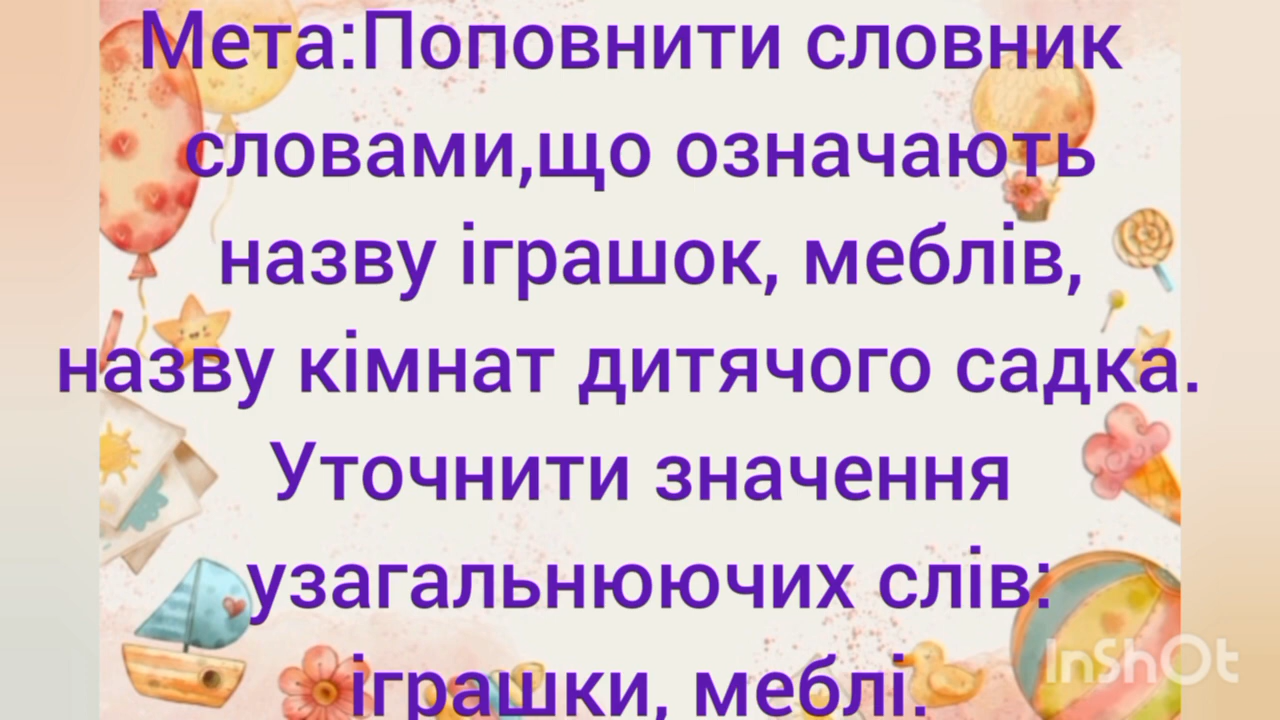 Мета:Поповнити словник
словами,що означають
назву іграшок, меблів,
назву кімнат дитячого садка.
Уточнити значення
узагальнюючих слів:
іграшки, меблі.
InShOt